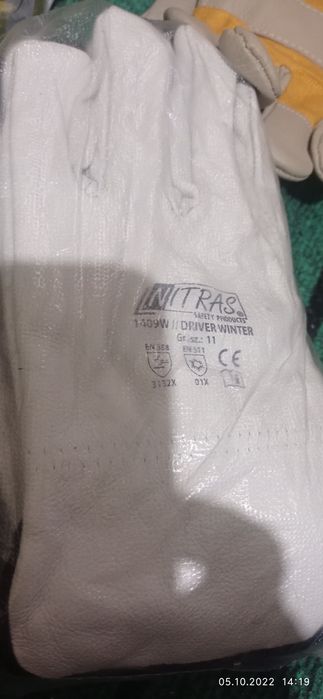 NITRAS®
SAFETY PRODUCTS
1409W // DRIVER WINTER
Gr./sz.: 11
EN 388 EN 511 CE
3132X 01X
05.10.2022 14:19